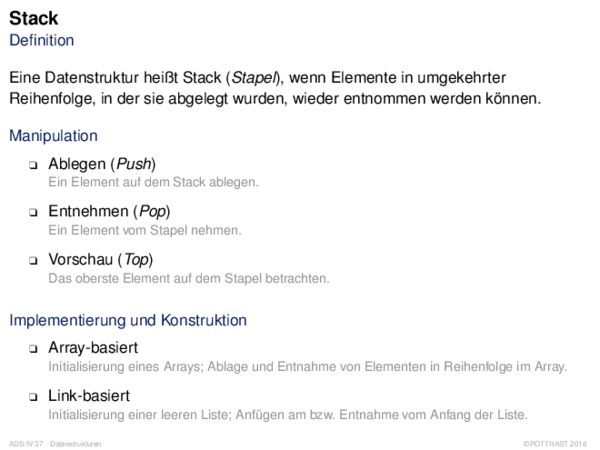 Stack
Definition
Eine Datenstruktur heißt Stack (Stapel), wenn Elemente in umgekehrter
Reihenfolge, in der sie abgelegt wurden, wieder entnommen werden können.
Manipulation
❑ Ablegen (Push)
Ein Element auf dem Stack ablegen.
❑ Entnehmen (Pop)
Ein Element vom Stapel nehmen.
❑ Vorschau (Top)
Das oberste Element auf dem Stapel betrachten.
Implementierung und Konstruktion
❑ Array-basiert
Initialisierung eines Arrays; Ablage und Entnahme von Elementen in Reihenfolge im Array.
❑ Link-basiert
Initialisierung einer leeren Liste; Anfügen am bzw. Entnahme vom Anfang der Liste.
ADS:IV-37 Datenstrukturen ©POTTHAST 2018